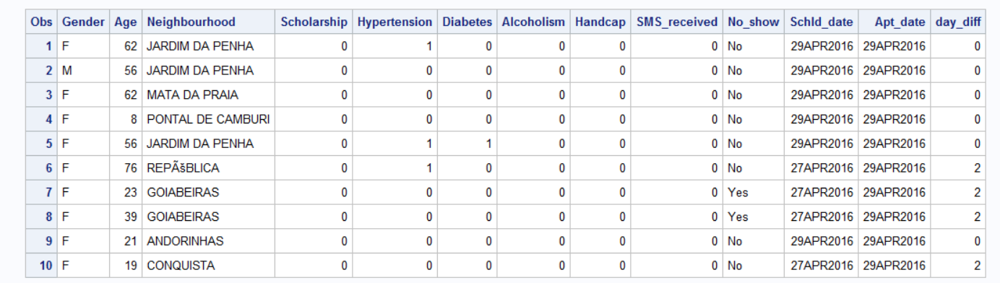 Obs Gender Age Neighbourhood Scholarship Hypertension Diabetes Alcoholism Handcap SMS_received No_show Schld_date Apt_date day_diff
1 F 62 JARDIM DA PENHA 0 1 0 0 0 0 No 29APR2016 29APR2016 0
2 M 56 JARDIM DA PENHA 0 0 0 0 0 0 No 29APR2016 29APR2016 0
3 F 62 MATA DA PRAIA 0 0 0 0 0 0 No 29APR2016 29APR2016 0
4 F 8 PONTAL DE CAMBURI 0 0 0 0 0 0 No 29APR2016 29APR2016 0
5 F 56 JARDIM DA PENHA 0 1 1 0 0 0 No 29APR2016 29APR2016 0
6 F 76 REPÃšBLICA 0 1 0 0 0 0 No 27APR2016 29APR2016 2
7 F 23 GOIABEIRAS 0 0 0 0 0 0 Yes 27APR2016 29APR2016 2
8 F 39 GOIABEIRAS 0 0 0 0 0 0 Yes 27APR2016 29APR2016 2
9 F 21 ANDORINHAS 0 0 0 0 0 0 No 29APR2016 29APR2016 0
10 F 19 CONQUISTA 0 0 0 0 0 0 No 27APR2016 29APR2016 2